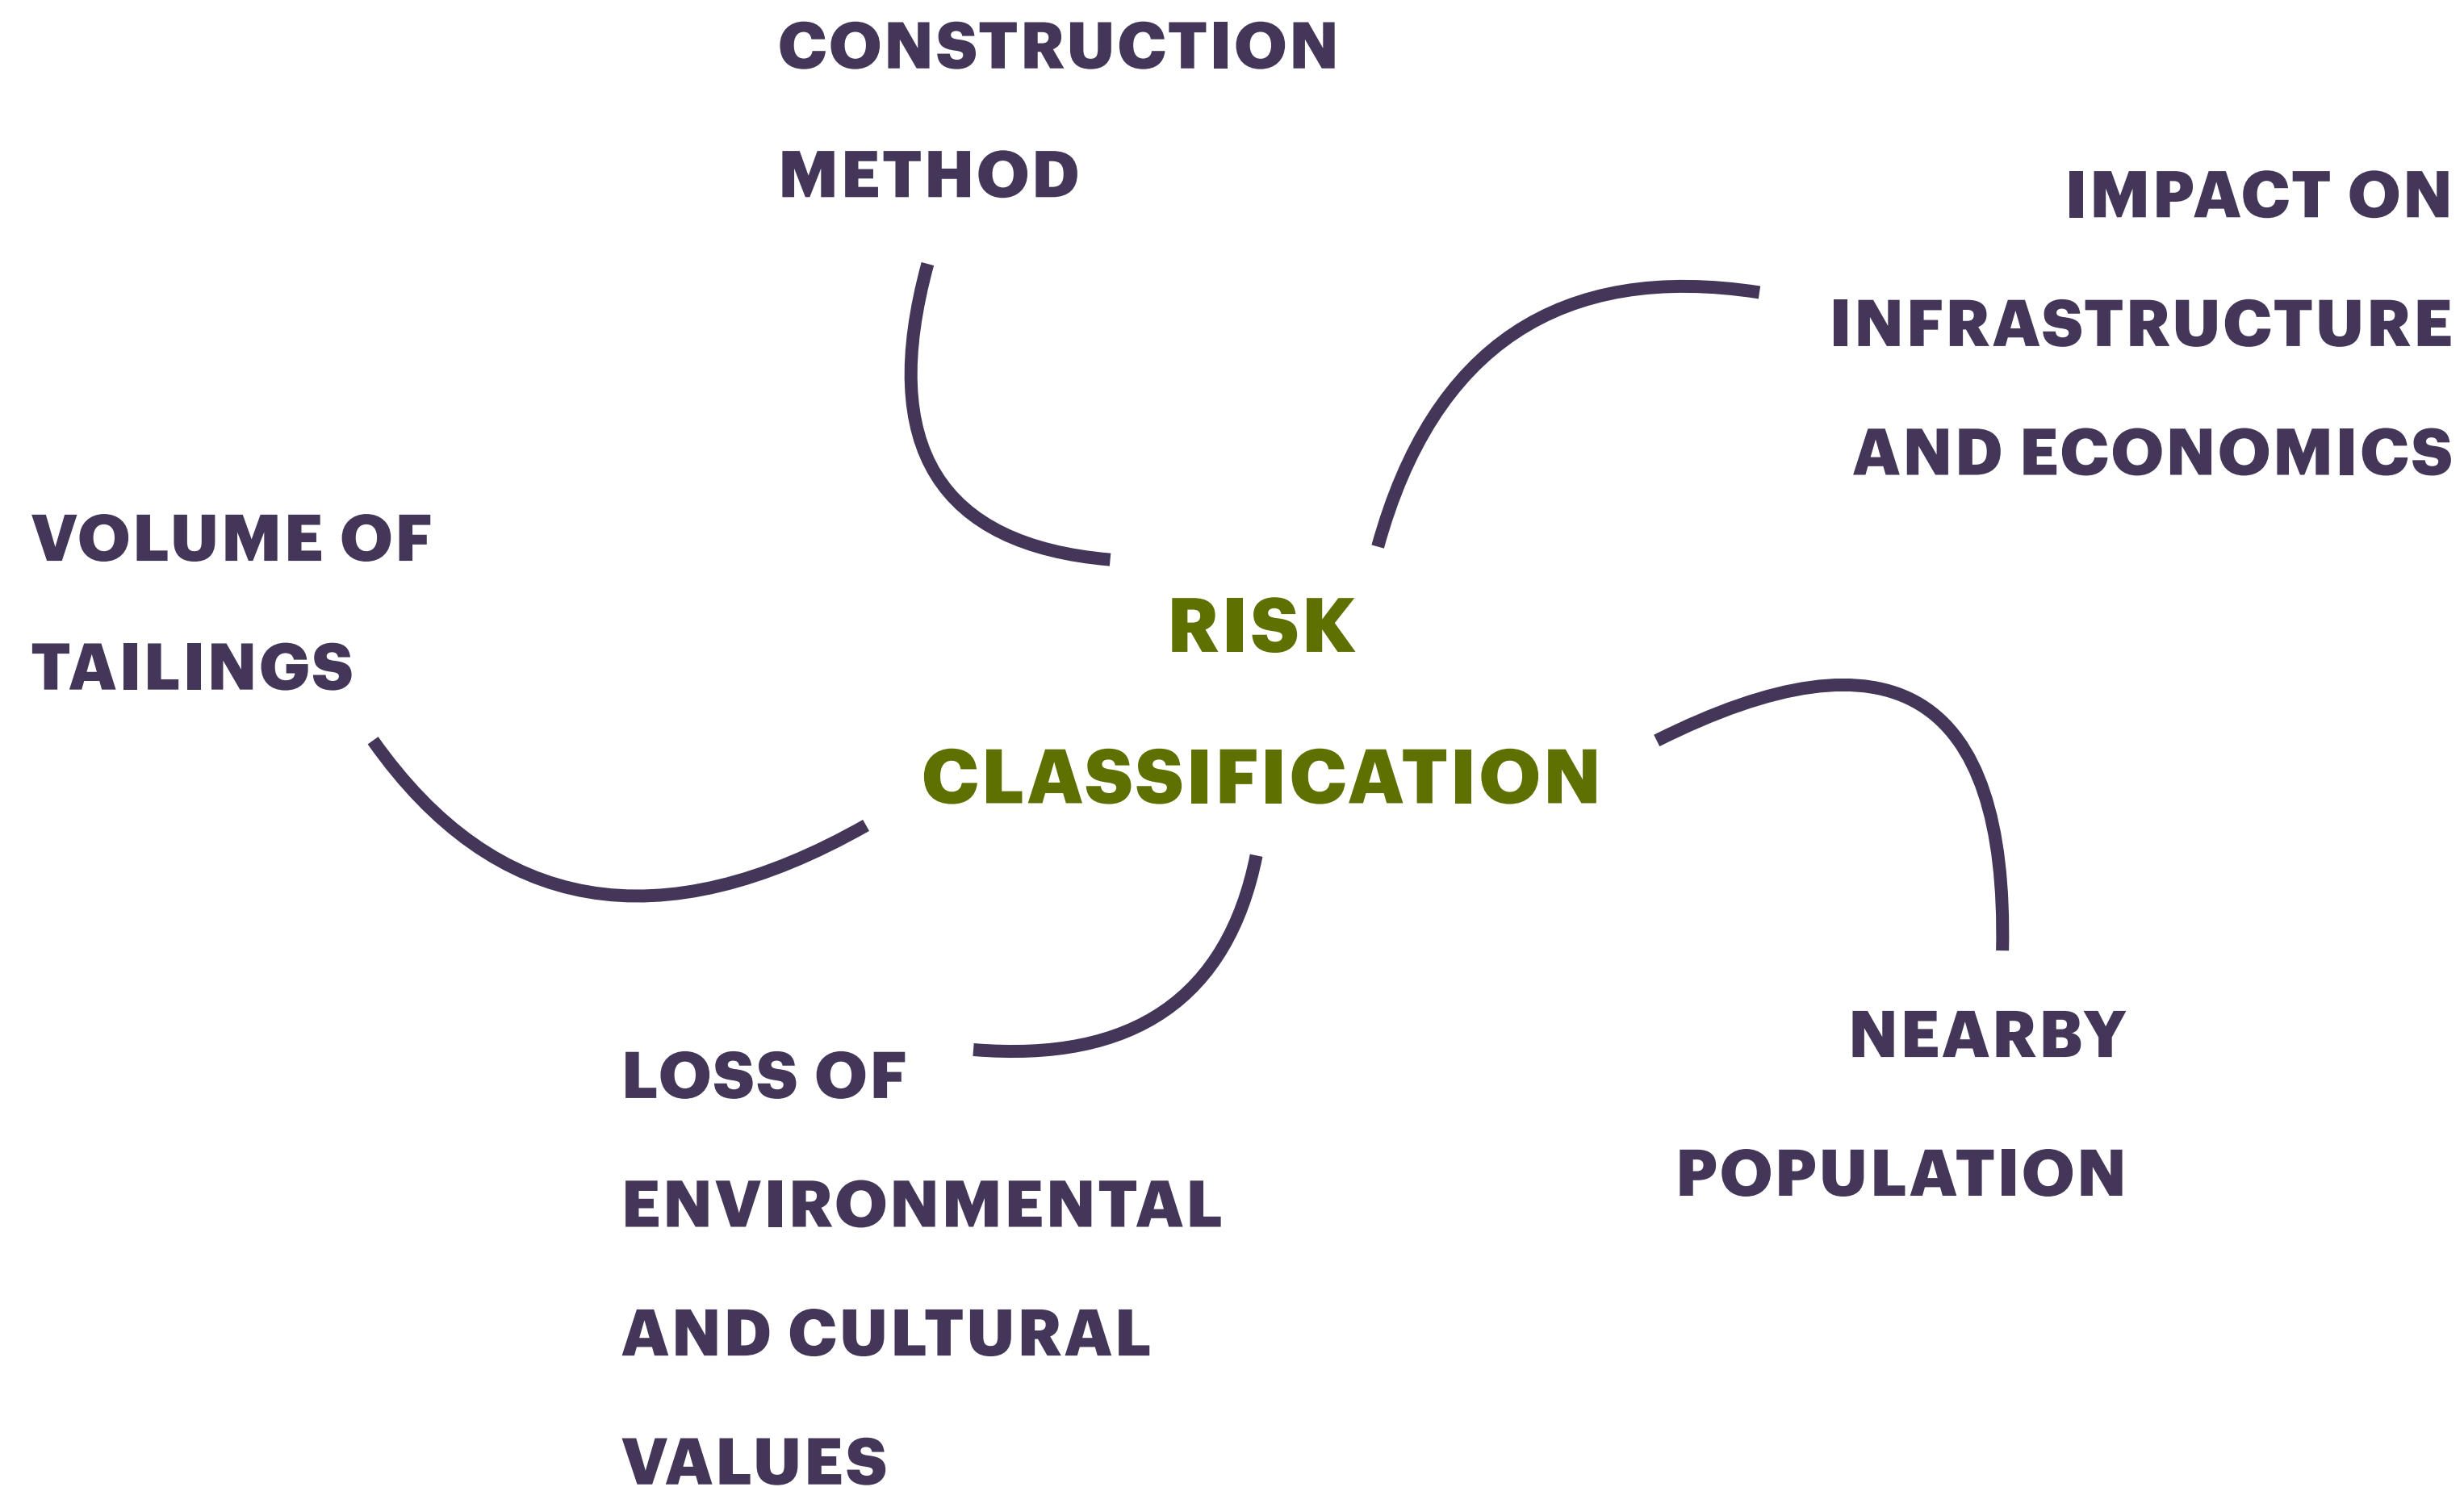 CONSTRUCTION
METHOD
IMPACT ON
INFRASTRUCTURE
AND ECONOMICS
VOLUME OF
TAILINGS
RISK
CLASSIFICATION
NEARBY
POPULATION
LOSS OF
ENVIRONMENTAL
AND CULTURAL
VALUES